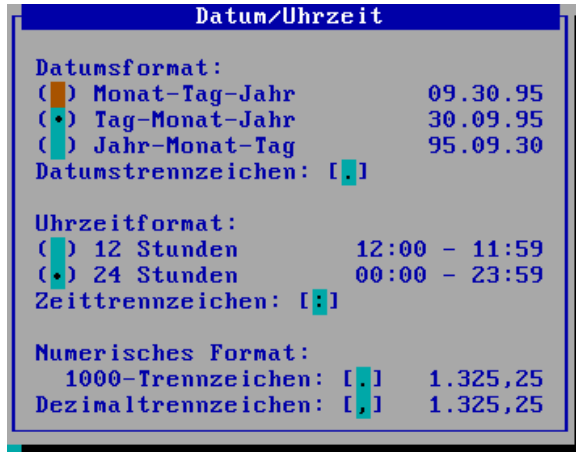 Datum/Uhrzeit
Datumsformat:
( ) Monat-Tag-Jahr 09.30.95
(•) Tag-Monat-Jahr 30.09.95
( ) Jahr-Monat-Tag 95.09.30
Datumstrennzeichen: [.]
Uhrzeitformat:
( ) 12 Stunden 12:00 - 11:59
(•) 24 Stunden 00:00 - 23:59
Zeittrennzeichen: [:]
Numerisches Format:
1000-Trennzeichen: [.] 1.325,25
Dezimaltrennzeichen: [,] 1.325,25